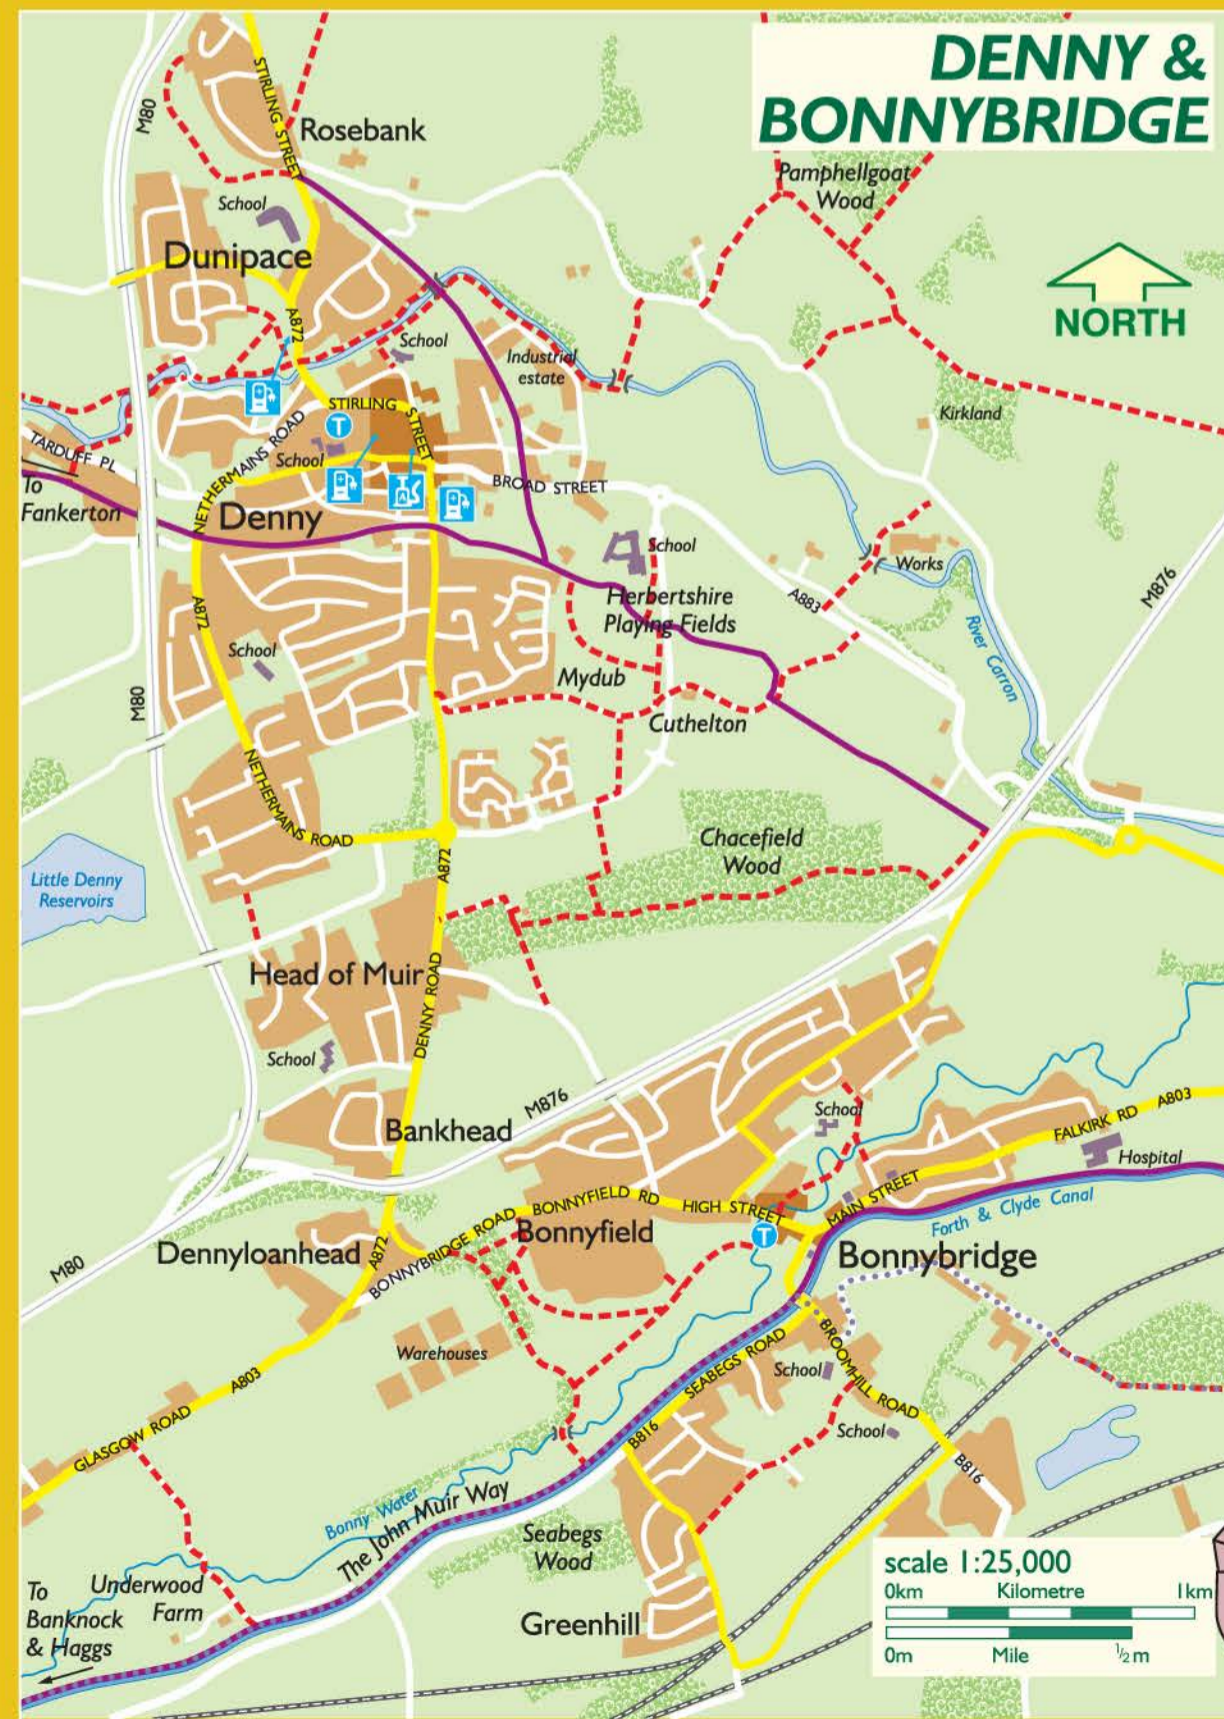 DENNY &
BONNYBRIDGE
M80
STIRLING STREET
Rosebank
Pamphellgoat
Wood
School
Dunipace
NORTH
A872
School
Industrial
estate
Kirkland
STIRLING
STREET
T
NETHERMAINS ROAD
TARDUFF PL
School
To
Fankerton
BROAD STREET
Denny
School
Works
Herbertshire
Playing Fields
A883
M876
A872
School
River Carron
Mydub
M80
Cuthelton
NETHERMAINS ROAD
Chacefield
Wood
A872
Little Denny
Reservoirs
Head of Muir
DENNY ROAD
School
M876
Bankhead
School
FALKIRK RD
A803
Hospital
BONNYFIELD RD
HIGH STREET
MAIN STREET
Forth & Clyde Canal
T
Bonnyfield
BONNYBRIDGE ROAD
Dennyloanhead
A872
Bonnybridge
M80
Warehouses
SEABEGS ROAD
BROOMHILL ROAD
School
A803
GLASGOW ROAD
B816
School
B816
Bonny Water
The John Muir Way
Seabegs
Wood
scale 1:25,000
0km
Kilometre
1km
0m
Mile
1/2 m
To
Banknock
& Haggs
Underwood
Farm
Greenhill